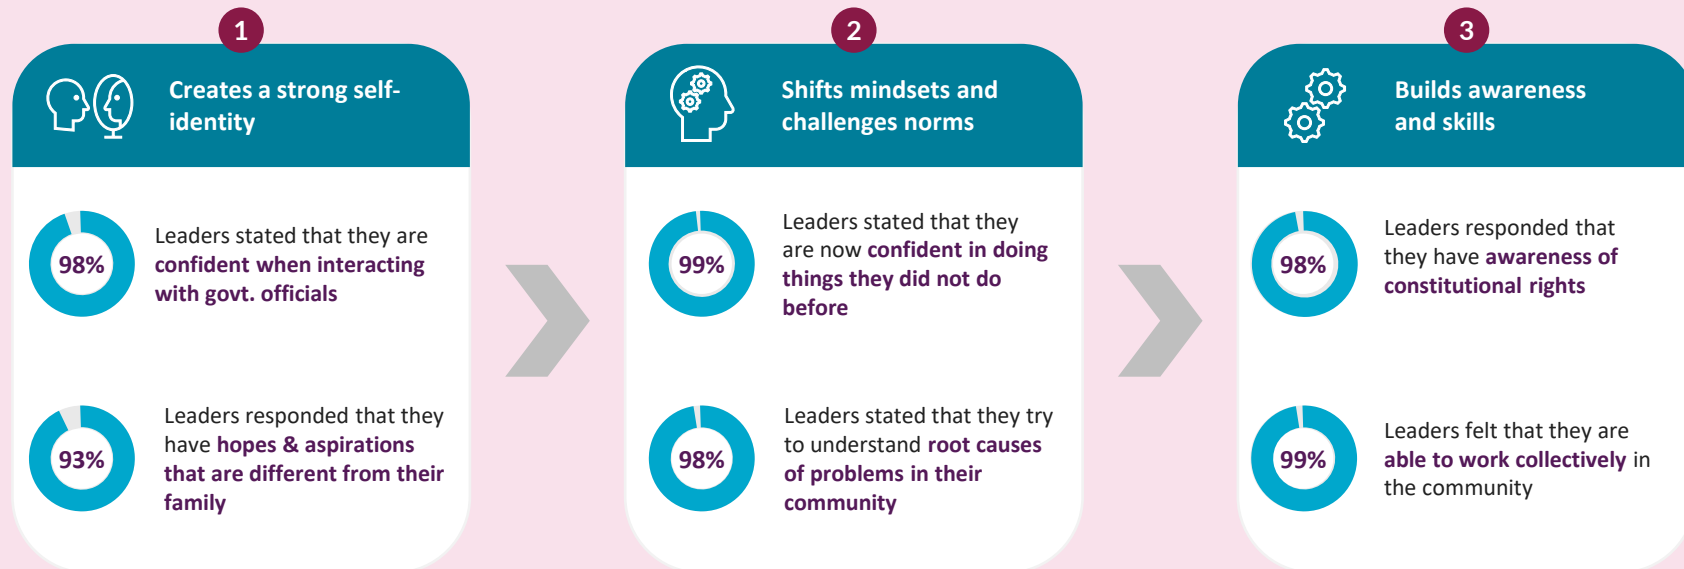 1
Creates a strong self-
identity
98%
Leaders stated that they are
confident when interacting
with govt. officials
93%
Leaders responded that they
have hopes & aspirations
that are different from their
family
2
Shifts mindsets and
challenges norms
99%
Leaders stated that they
are now confident in doing
things they did not do
before
98%
Leaders stated that they try
to understand root causes
of problems in their
community
3
Builds awareness
and skills
98%
Leaders responded that
they have awareness of
constitutional rights
99%
Leaders felt that they are
able to work collectively in
the community